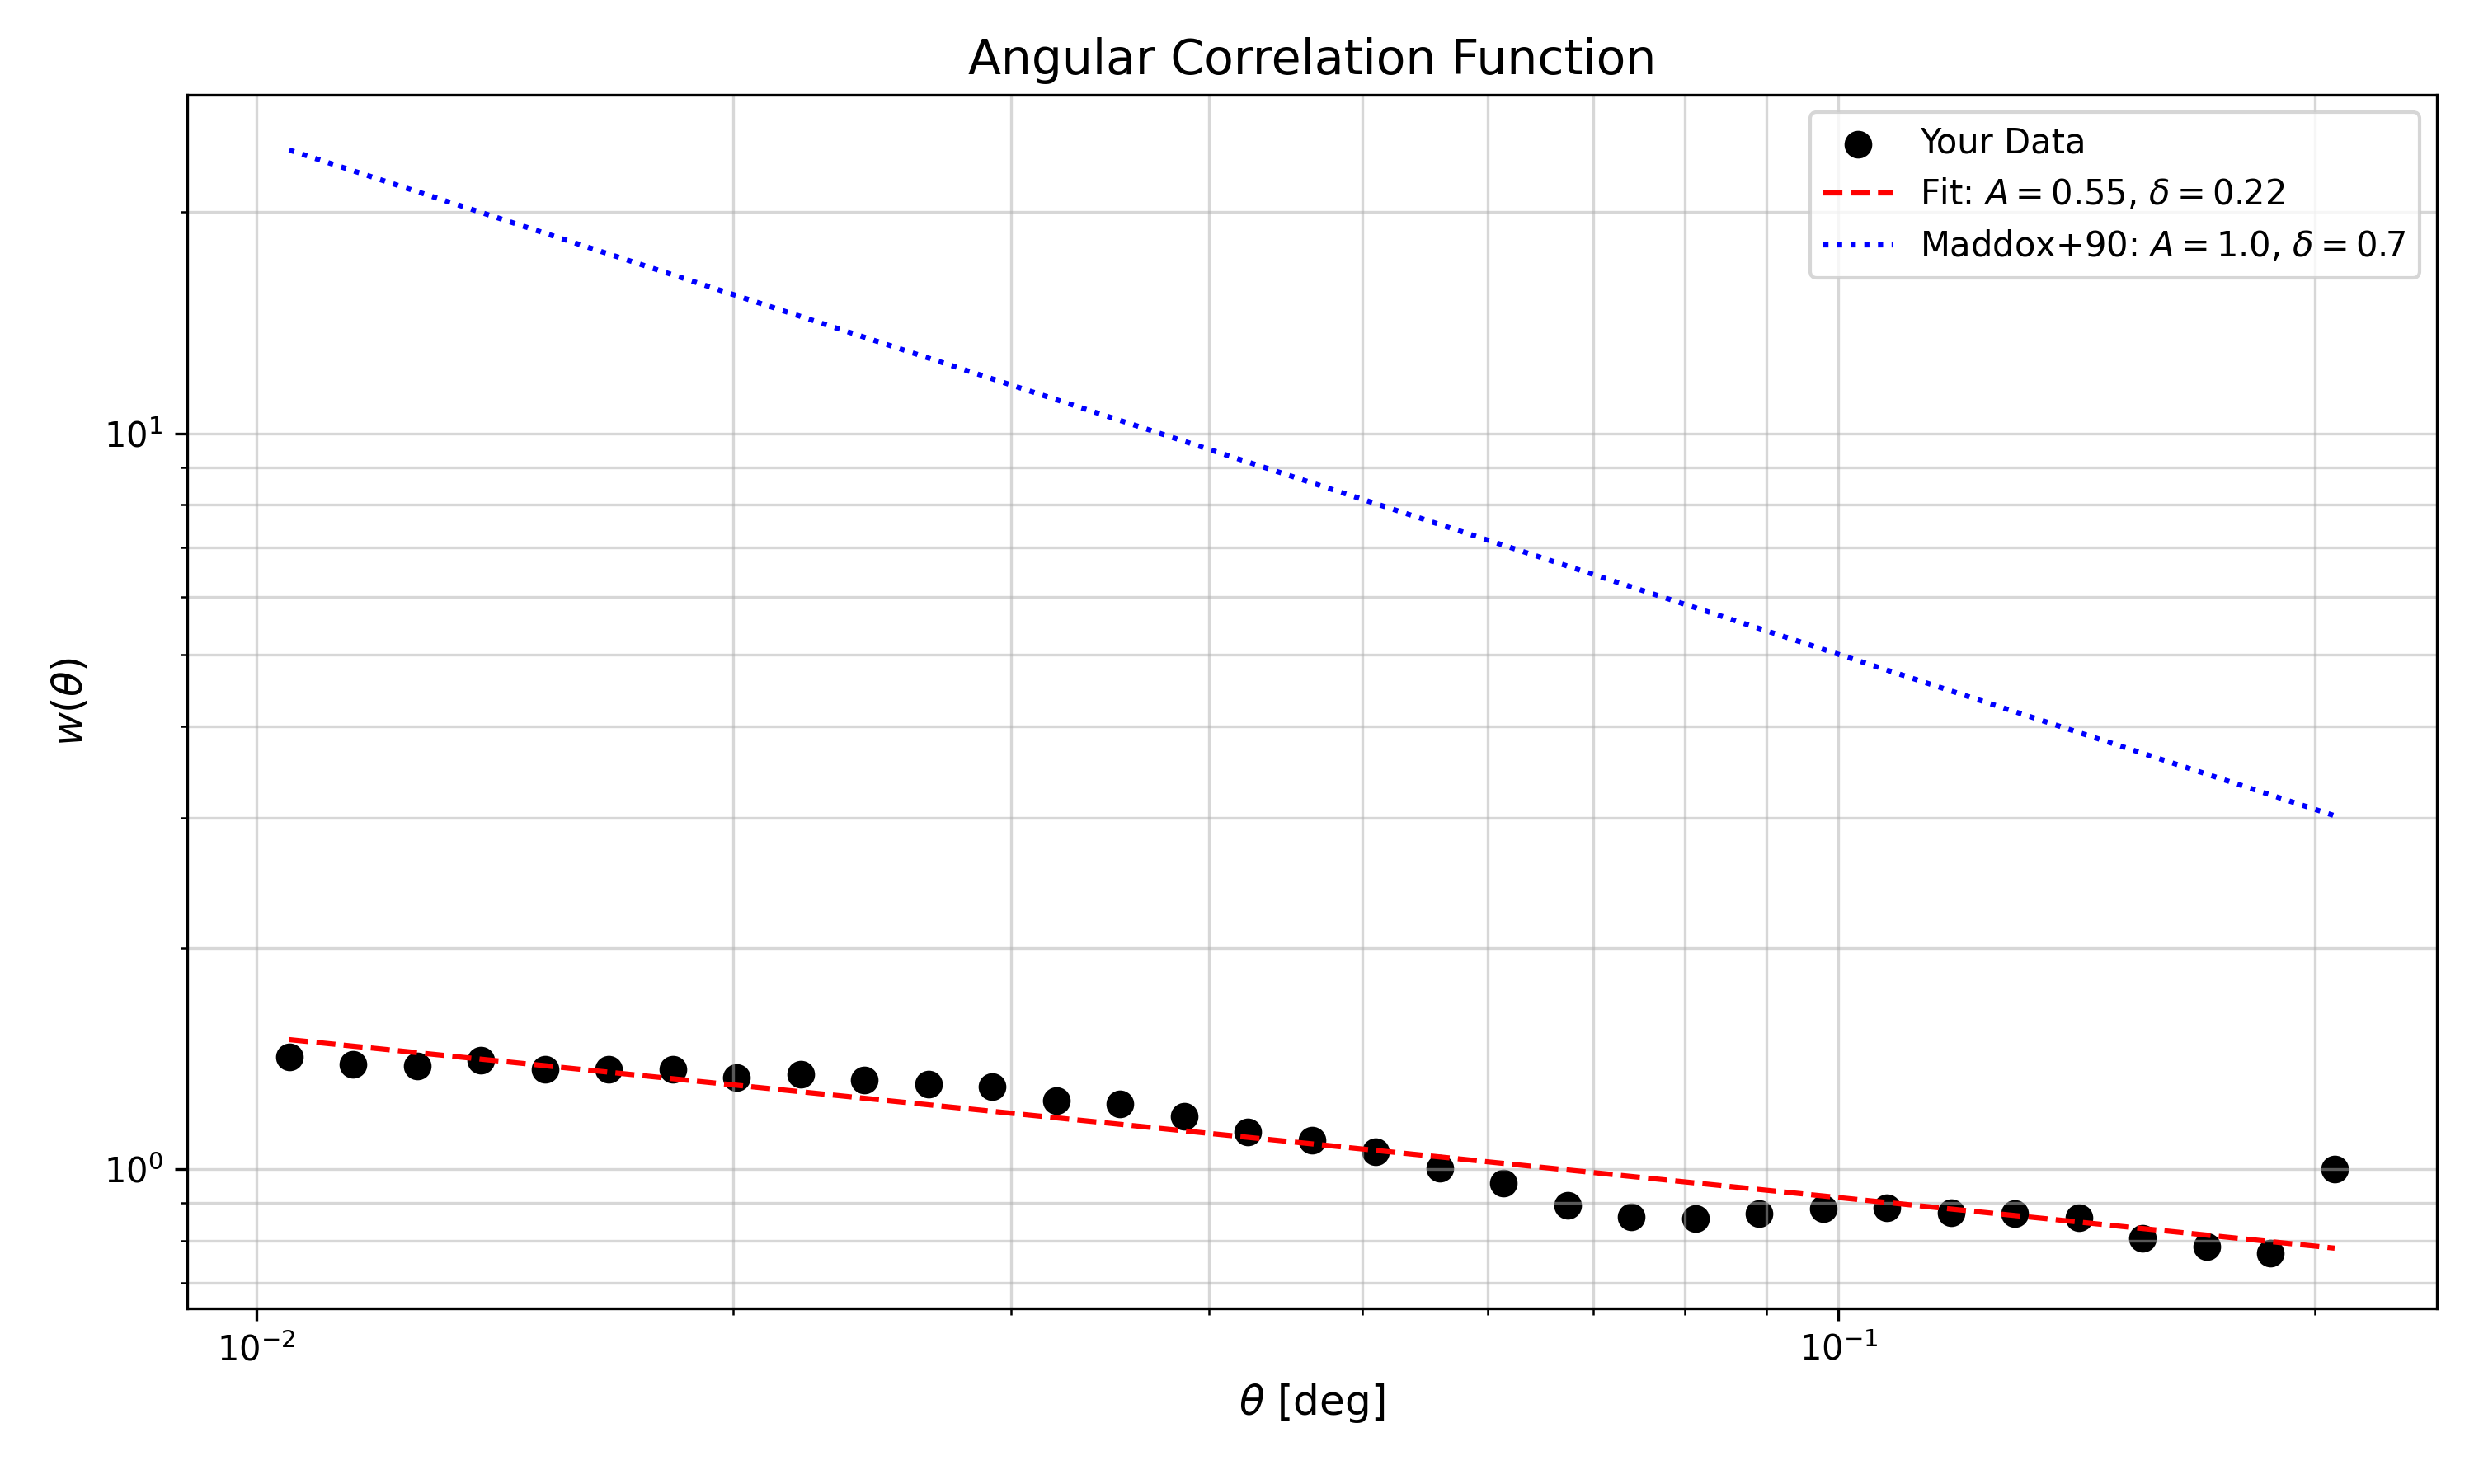 Angular Correlation Function
Your Data
Fit: A = 0.55, δ = 0.22
Maddox+90: A = 1.0, δ = 0.7
w(θ)
10¹
10⁰
10⁻²
10⁻¹
θ [deg]